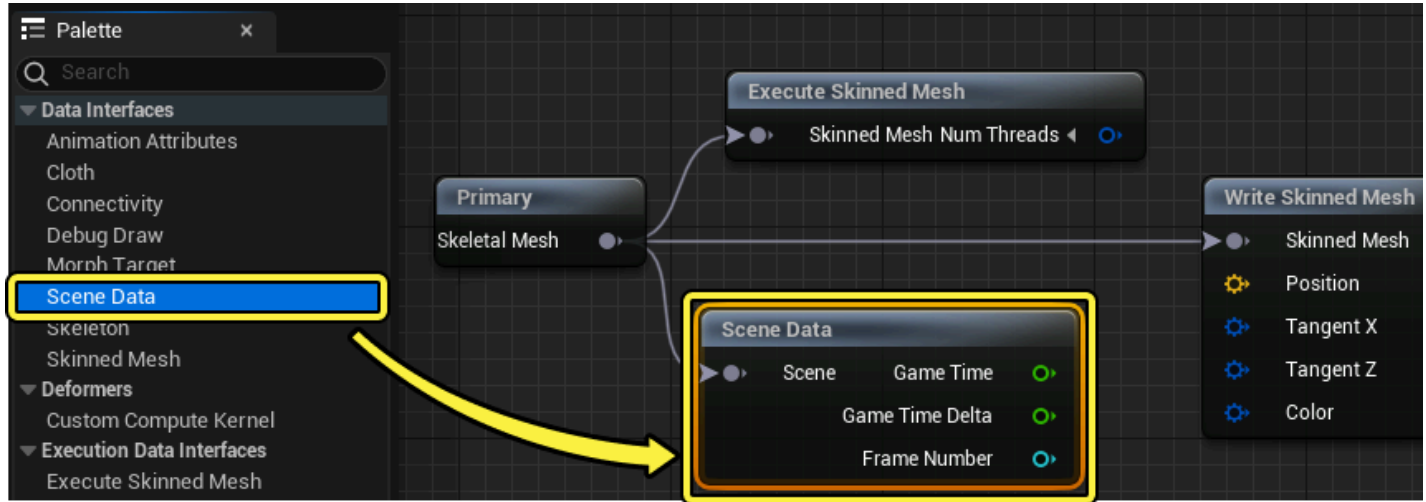 Palette
Search
Data Interfaces
Animation Attributes
Cloth
Connectivity
Debug Draw
Morph Target
Scene Data
Skeleton
Skinned Mesh
Deformers
Custom Compute Kernel
Execution Data Interfaces
Execute Skinned Mesh
Execute Skinned Mesh
Skinned Mesh Num Threads
Primary
Skeletal Mesh
Scene Data
Scene Game Time
Game Time Delta
Frame Number
Write Skinned Mesh
Skinned Mesh
Position
Tangent X
Tangent Z
Color